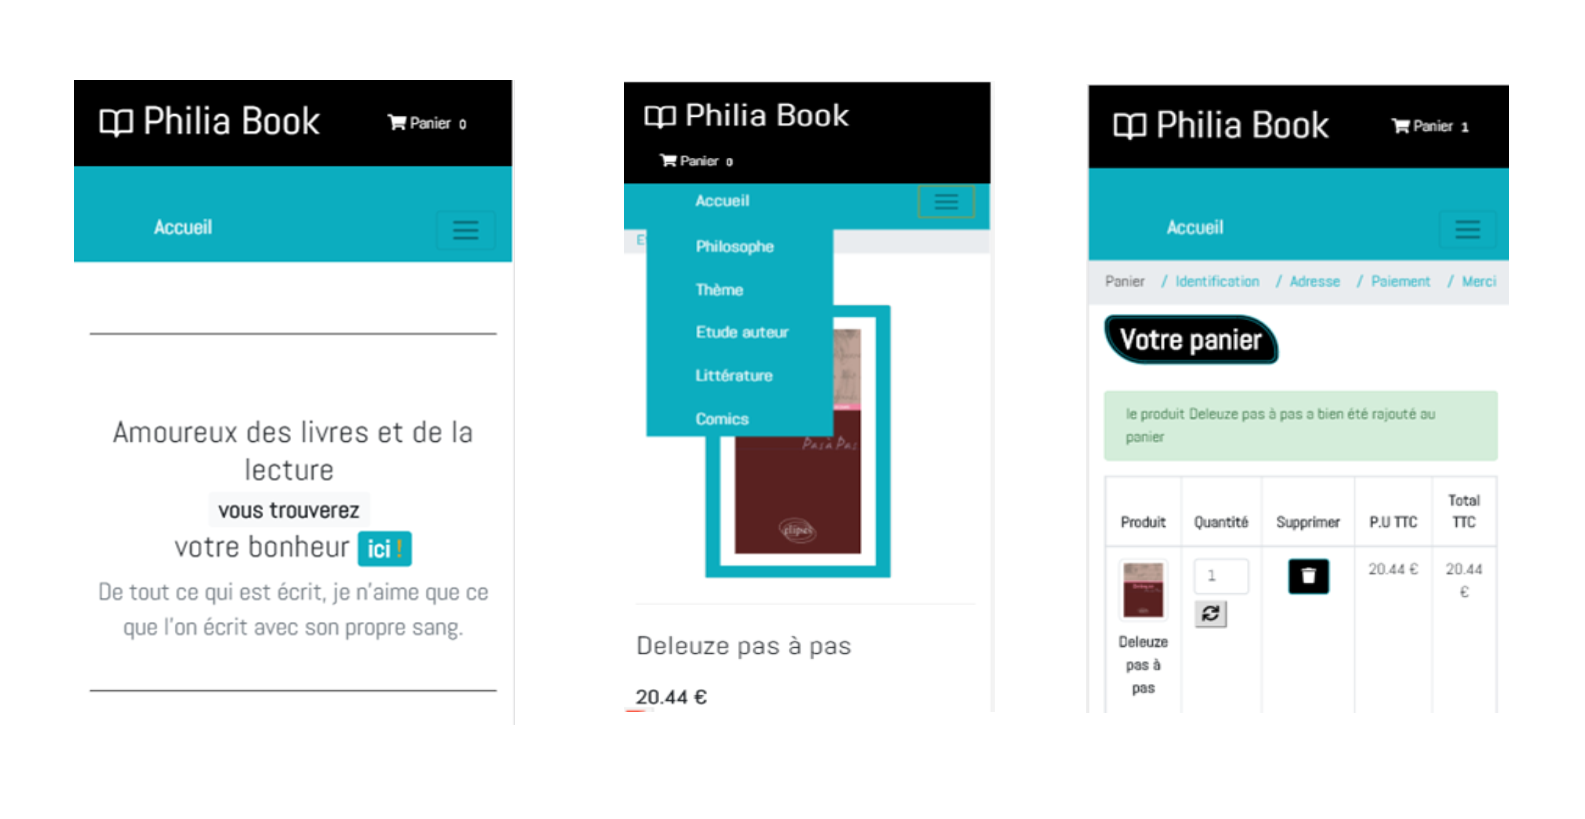 Philia Book
Panier 0
Accueil
Amoureux des livres et de la
lecture
vous trouverez
votre bonheur ici !
De tout ce qui est écrit, je n'aime que ce
que l'on écrit avec son propre sang.
Philia Book
Panier 0
Accueil
Philosophe
Thème
Etude auteur
Littérature
Comics
Pas à Pas
ellipses
Deleuze pas à pas
20.44 €
Philia Book
Panier 1
Accueil
Panier / Identification / Adresse / Paiement / Merci
Votre panier
le produit Deleuze pas à pas a bien été rajouté au
panier
Produit Quantité Supprimer P.U TTC Total TTC
1 20.44 € 20.44 €
Deleuze
pas à
pas